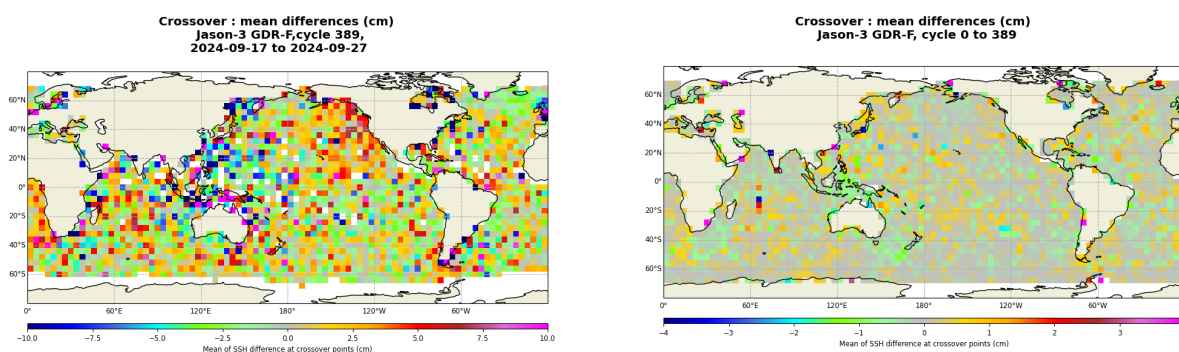 Crossover : mean differences (cm)
Jason-3 GDR-F,cycle 389,
2024-09-17 to 2024-09-27
60°N
40°N
20°N
0°
20°S
40°S
60°S
0° 60°E 120°E 180° 120°W 60°W
−10.0 −7.5 −5.0 −2.5 0.0 2.5 5.0 7.5 10.0
Mean of SSH difference at crossover points (cm)
Crossover : mean differences (cm)
Jason-3 GDR-F, cycle 0 to 389
60°N
40°N
20°N
0°
20°S
40°S
60°S
0° 60°E 120°E 180° 120°W 60°W
−4 −3 −2 −1 0 1 2 3
Mean of SSH difference at crossover points (cm)